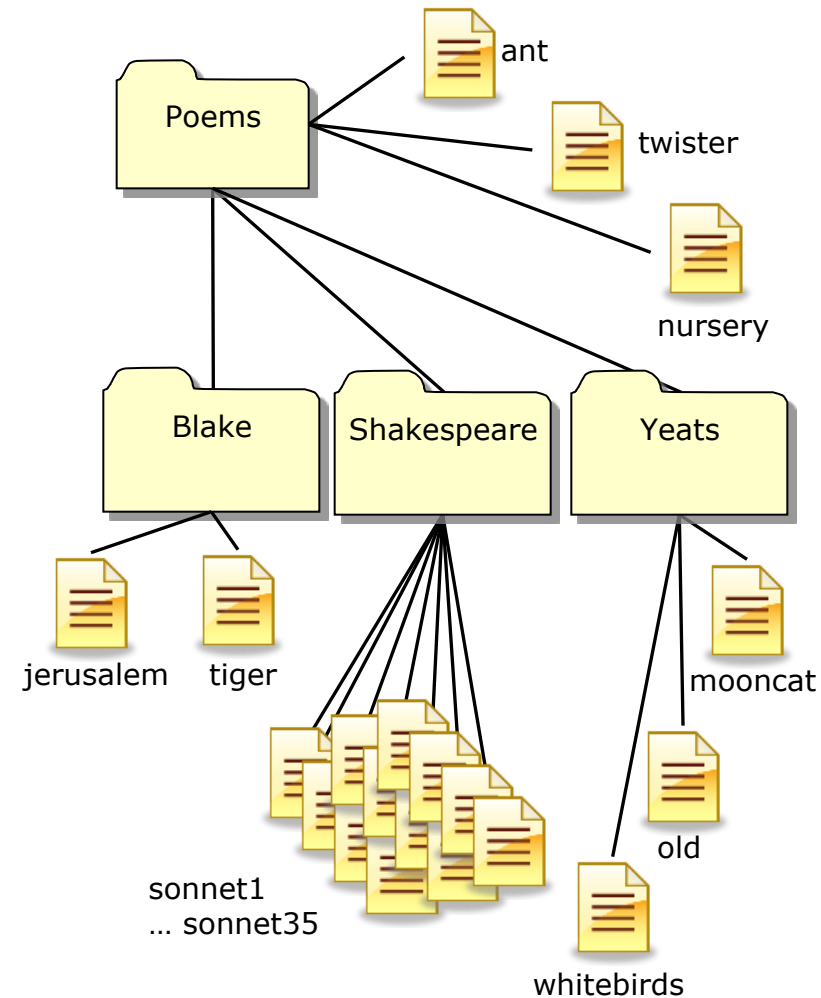 ant
Poems
twister
nursery
Blake
Shakespeare
Yeats
jerusalem
tiger
mooncat
old
sonnet1
... sonnet35
whitebirds